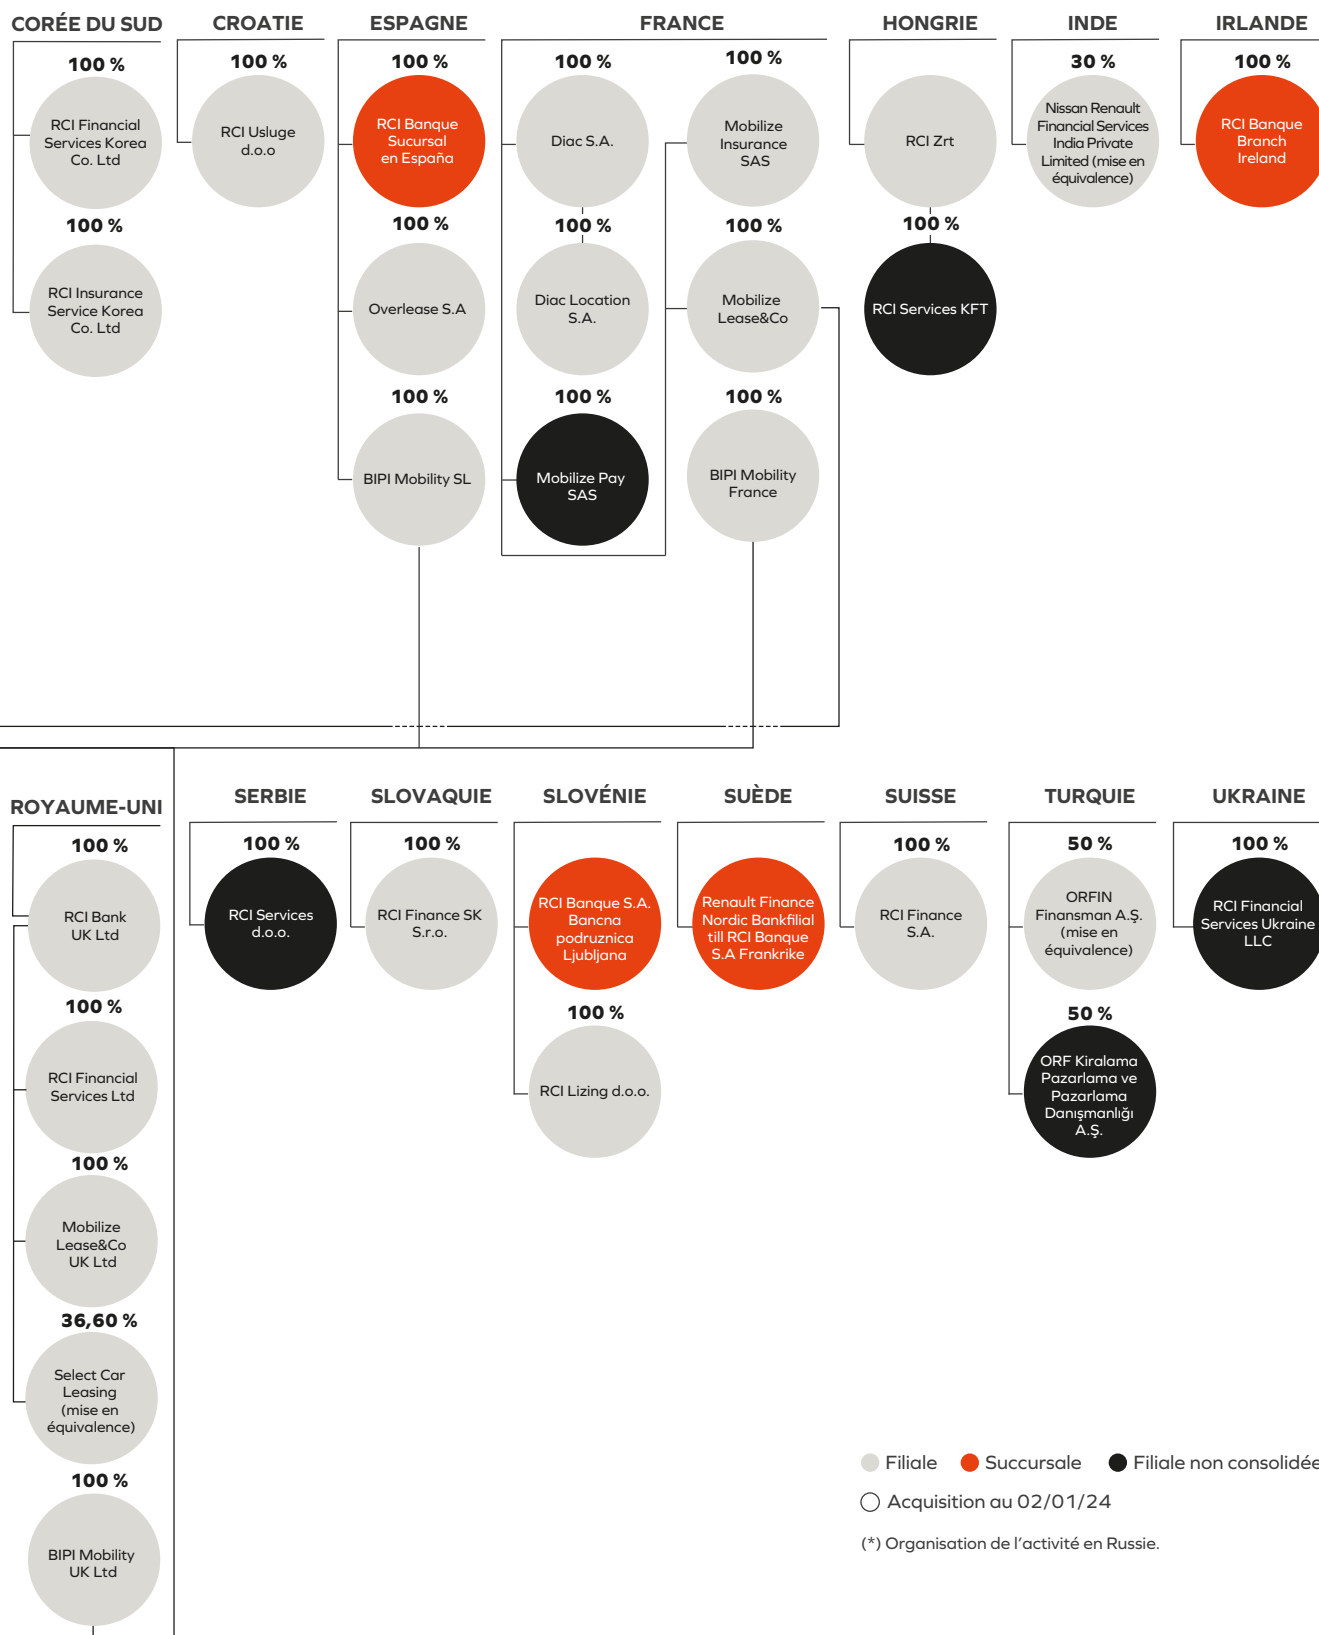 CORÉE DU SUD
100 %
RCI Financial
Services Korea
Co. Ltd
100 %
RCI Insurance
Service Korea
Co. Ltd
CROATIE
100 %
RCI Usluge
d.o.o
ESPAGNE
100 %
RCI Banque
Sucursal
en España
100 %
Overlease S.A
100 %
BIPI Mobility SL
FRANCE
100 %
Diac S.A.
100 %
Diac Location
S.A.
100 %
Mobilize Pay
SAS
100 %
Mobilize
Insurance
SAS
100 %
Mobilize
Lease&Co
100 %
BIPI Mobility
France
HONGRIE
RCI Zrt
100 %
RCI Services KFT
INDE
30 %
Nissan Renault
Financial Services
India Private
Limited (mise en
équivalence)
IRLANDE
100 %
RCI Banque
Branch
Ireland
ROYAUME-UNI
100 %
RCI Bank
UK Ltd
100 %
RCI Financial
Services Ltd
100 %
Mobilize
Lease&Co
UK Ltd
36,60 %
Select Car
Leasing
(mise en
équivalence)
100 %
BIPI Mobility
UK Ltd
SERBIE
100 %
RCI Services
d.o.o.
SLOVAQUIE
100 %
RCI Finance SK
S.r.o.
SLOVÉNIE
RCI Banque S.A.
Bancna
podruznica
Ljubljana
100 %
RCI Lizing d.o.o.
SUÈDE
Renault Finance
Nordic Bankfilial
till RCI Banque
S.A Frankrike
SUISSE
100 %
RCI Finance
S.A.
TURQUIE
50 %
ORFIN
Finansman A.Ş.
(mise en
équivalence)
50 %
ORF Kiralama
Pazarlama ve
Pazarlama
Danışmanlığı
A.Ş.
UKRAINE
100 %
RCI Financial
Services Ukraine
LLC
Filiale
Succursale
Filiale non consolidée
Acquisition au 02/01/24
(*) Organisation de l'activité en Russie.